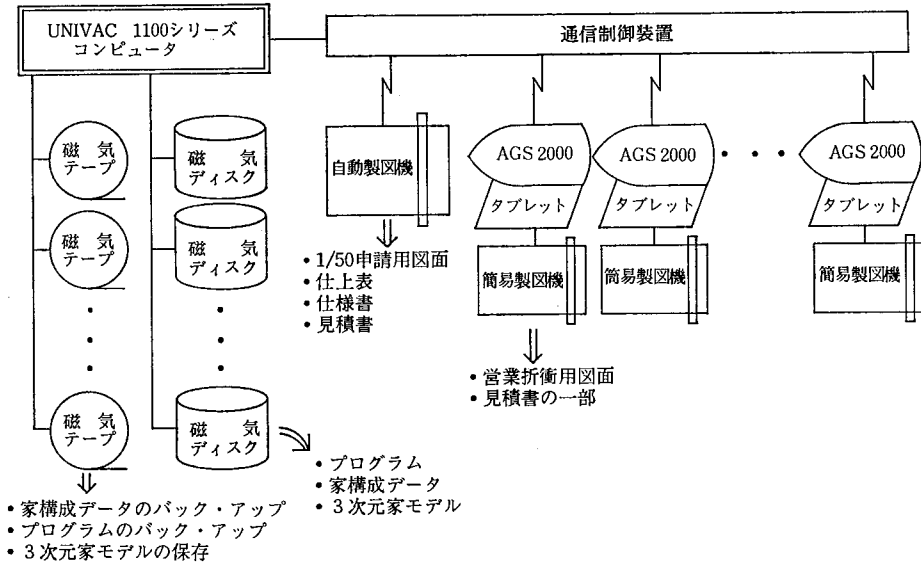 UNIVAC 1100シリーズ
コンピュータ
通信制御装置
磁気
テープ
磁気
ディスク
自動製図機
AGS 2000
タブレット
AGS 2000
タブレット
・・・
AGS 2000
タブレット
磁気
テープ
磁気
ディスク
簡易製図機
簡易製図機
簡易製図機
• 1/50申請用図面
• 仕上表
• 仕様書
• 見積書
• 営業折衝用図面
• 見積書の一部
磁気
テープ
磁気
ディスク
• プログラム
• 家構成データ
• 3次元家モデル
• 家構成データのバック・アップ
• プログラムのバック・アップ
• 3次元家モデルの保存